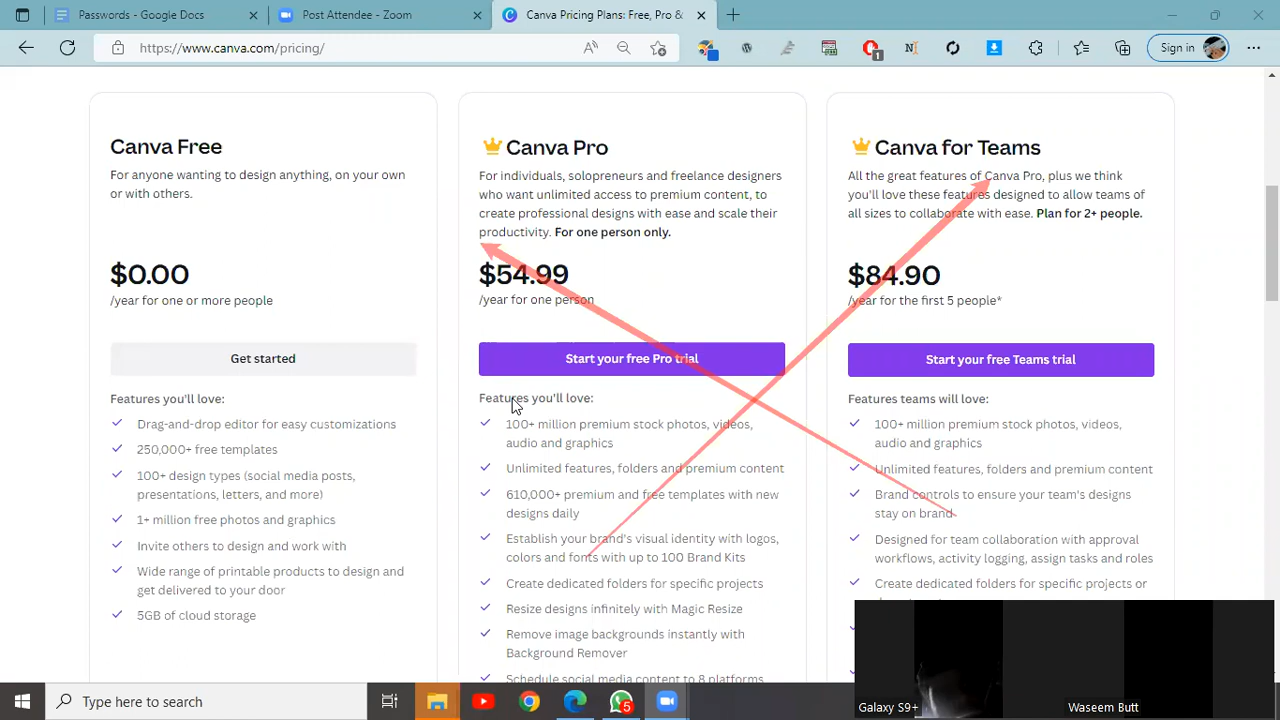 Passwords - Google Docs
Post Attendee - Zoom
Canva Pricing Plans: Free, Pro &
https://www.canva.com/pricing/
Sign in
1
Canva Free
For anyone wanting to design anything, on your own
or with others.
$0.00
/year for one or more people
Get started
Features you'll love:
Drag-and-drop editor for easy customizations
250,000+ free templates
100+ design types (social media posts,
presentations, letters, and more)
1+ million free photos and graphics
Invite others to design and work with
Wide range of printable products to design and
get delivered to your door
5GB of cloud storage
Canva Pro
For individuals, solopreneurs and freelance designers
who want unlimited access to premium content, to
create professional designs with ease and scale their
productivity. For one person only.
$54.99
/year for one person
Start your free Pro trial
Features you'll love:
100+ million premium stock photos, videos,
audio and graphics
Unlimited features, folders and premium content
610,000+ premium and free templates with new
designs daily
Establish your brand's visual identity with logos,
colors and fonts with up to 100 Brand Kits
Create dedicated folders for specific projects
Resize designs infinitely with Magic Resize
Remove image backgrounds instantly with
Background Remover
Schedule social media content to 8 platforms
Canva for Teams
All the great features of Canva Pro, plus we think
you'll love these features designed to allow teams of
all sizes to collaborate with ease. Plan for 2+ people.
$84.90
/year for the first 5 people*
Start your free Teams trial
Features teams will love:
100+ million premium stock photos, videos,
audio and graphics
Unlimited features, folders and premium content
Brand controls to ensure your team's designs
stay on brand
Designed for team collaboration with approval
workflows, activity logging, assign tasks and roles
Create dedicated folders for specific projects or
Galaxy S9+
Waseem Butt
Type here to search
5